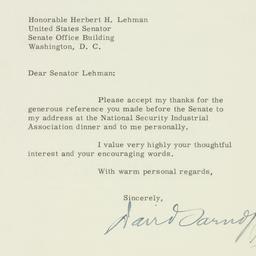 Honorable Herbert H. Lehman
United States Senator
Senate Office Building
Washington, D. C.
Dear Senator Lehman:
Please accept my thanks for the
generous reference you made before the Senate to
my address at the National Security Industrial
Association dinner and to me personally.
I value very highly your thoughtful
interest and your encouraging words.
With warm personal regards,
Sincerely,
David Sarnoff